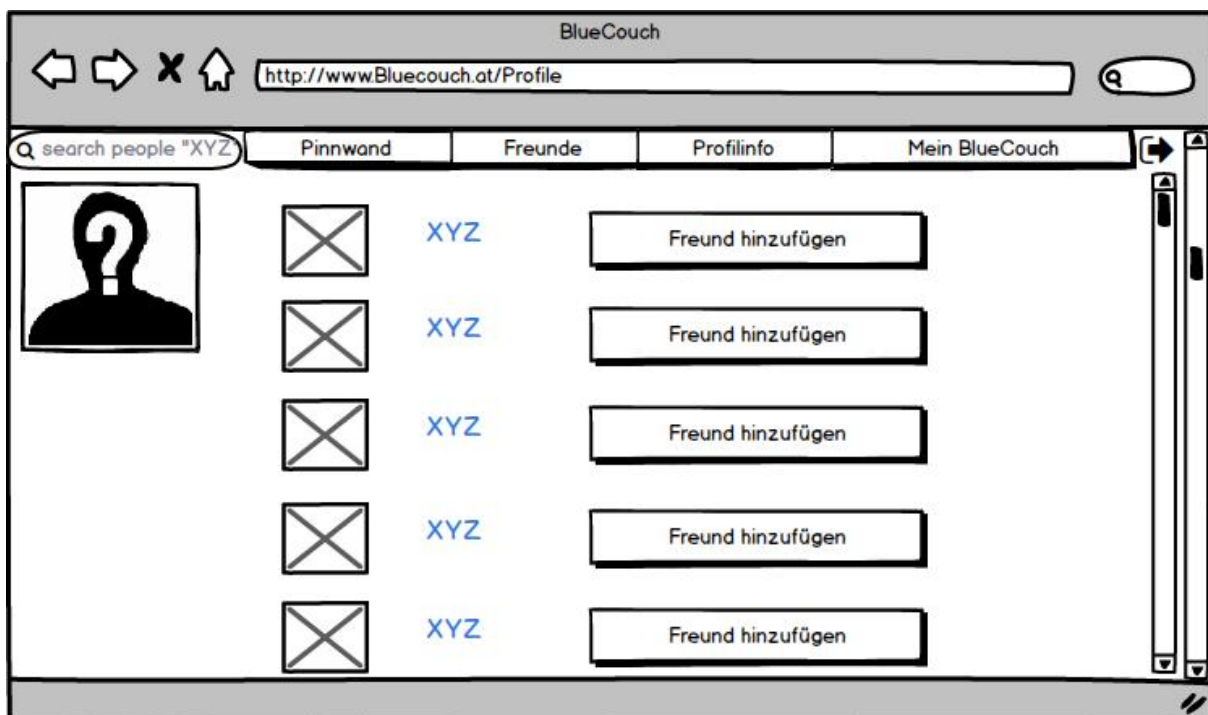 BlueCouch
http://www.Bluecouch.at/Profile
search people "XYZ"
Pinnwand
Freunde
Profilinfo
Mein BlueCouch
XYZ
Freund hinzufügen
XYZ
Freund hinzufügen
XYZ
Freund hinzufügen
XYZ
Freund hinzufügen
XYZ
Freund hinzufügen